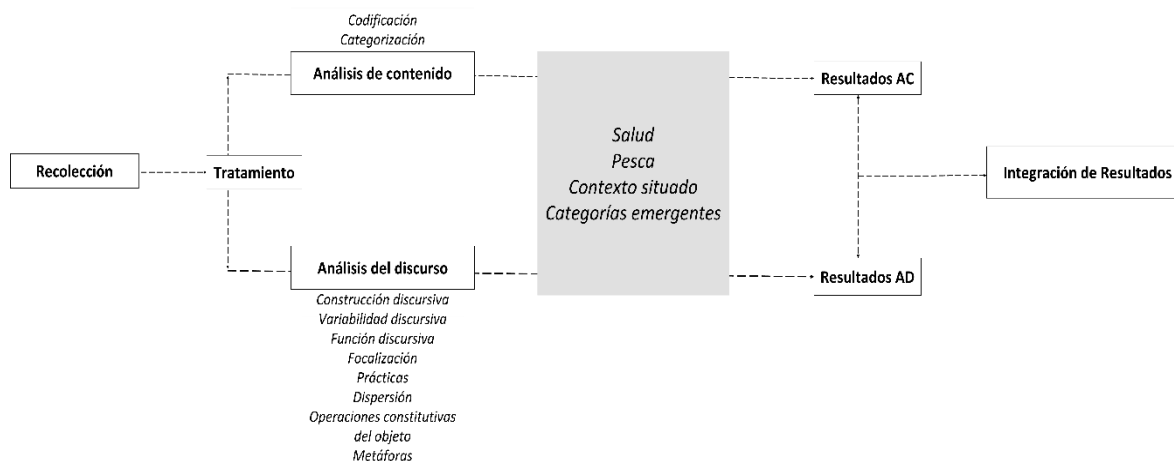 Codificación
Categorización
Análisis de contenido
Resultados AC
Recolección
Tratamiento
Salud
Pesca
Contexto situado
Categorías emergentes
Integración de Resultados
Análisis del discurso
Resultados AD
Construcción discursiva
Variabilidad discursiva
Función discursiva
Focalización
Prácticas
Dispersión
Operaciones constitutivas
del objeto
Metáforas